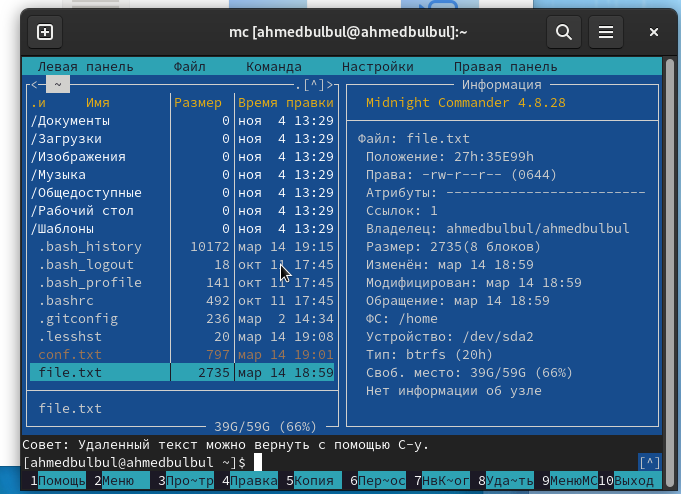 mc [ahmedbulbul@ahmedbulbul]:~
Левая панель Файл Команда Настройки Правая панель
<─ ~ ─.[^]> Информация
.и Имя Размер Время правки Midnight Commander 4.8.28
/Документы 0 ноя 4 13:29
/Загрузки 0 ноя 4 13:29 Файл: file.txt
/Изображения 0 ноя 4 13:29 Положение: 27h:35E99h
/Музыка 0 ноя 4 13:29 Права: -rw-r--r-- (0644)
/Общедоступные 0 ноя 4 13:29 Атрибуты: -------------------------
/Рабочий стол 0 ноя 4 13:29 Ссылок: 1
/Шаблоны 0 ноя 4 13:29 Владелец: ahmedbulbul/ahmedbulbul
.bash_history 10172 мар 14 19:15 Размер: 2735(8 блоков)
.bash_logout 18 окт 11 17:45 Изменён: мар 14 18:59
.bash_profile 141 окт 11 17:45 Модифицирован: мар 14 18:59
.bashrc 492 окт 11 17:45 Обращение: мар 14 18:59
.gitconfig 236 мар 2 14:34 ФС: /home
.lesshst 20 мар 14 19:08 Устройство: /dev/sda2
conf.txt 797 мар 14 19:01 Тип: btrfs (20h)
file.txt 2735 мар 14 18:59 Своб. место: 39G/59G (66%)
Нет информации об узле
file.txt
39G/59G (66%)
Совет: Удаленный текст можно вернуть с помощью C-y.
[ahmedbulbul@ahmedbulbul ~]$ [^]
1Помощь 2Меню 3Про~тр 4Правка 5Копия 6Пер~ос 7НвК~ог 8Уда~ть 9МенюMC 10Выход